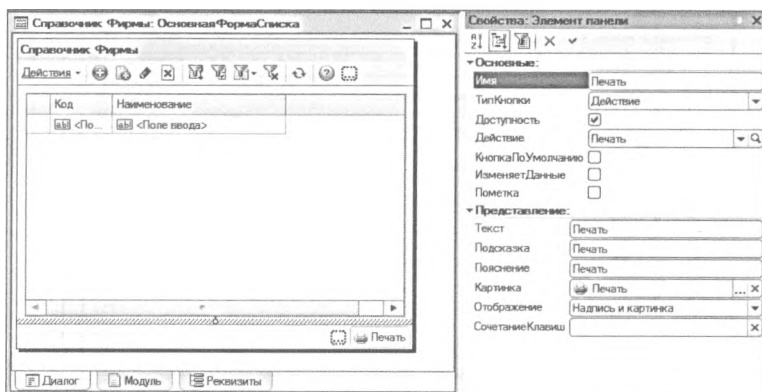 Справочник Фирмы: ОсновнаяФормаСписка
Справочник Фирмы
Действия
Код Наименование
ab| <По... ab| <Поле ввода>
Печать
Диалог Модуль Реквизиты
Свойства: Элемент панели
Основные:
Имя Печать
ТипКнопки Действие
Доступность
Действие Печать
КнопкаПоУмолчанию
ИзменяетДанные
Пометка
Представление:
Текст Печать
Подсказка Печать
Пояснение Печать
Картинка Печать ...
Отображение Надпись и картинка
СочетаниеКлавиш